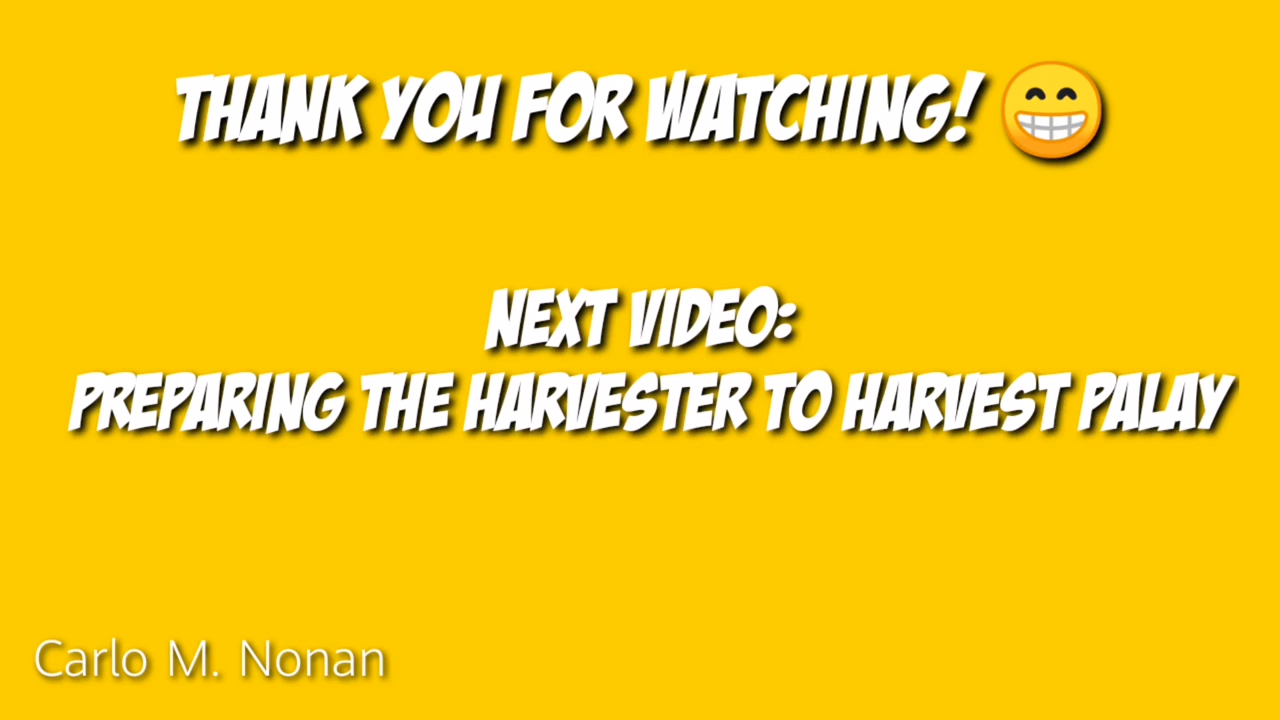 THANK YOU FOR WATCHING! 😁
NEXT VIDEO:
PREPARING THE HARVESTER TO HARVEST PALAY
Carlo M. Nonan